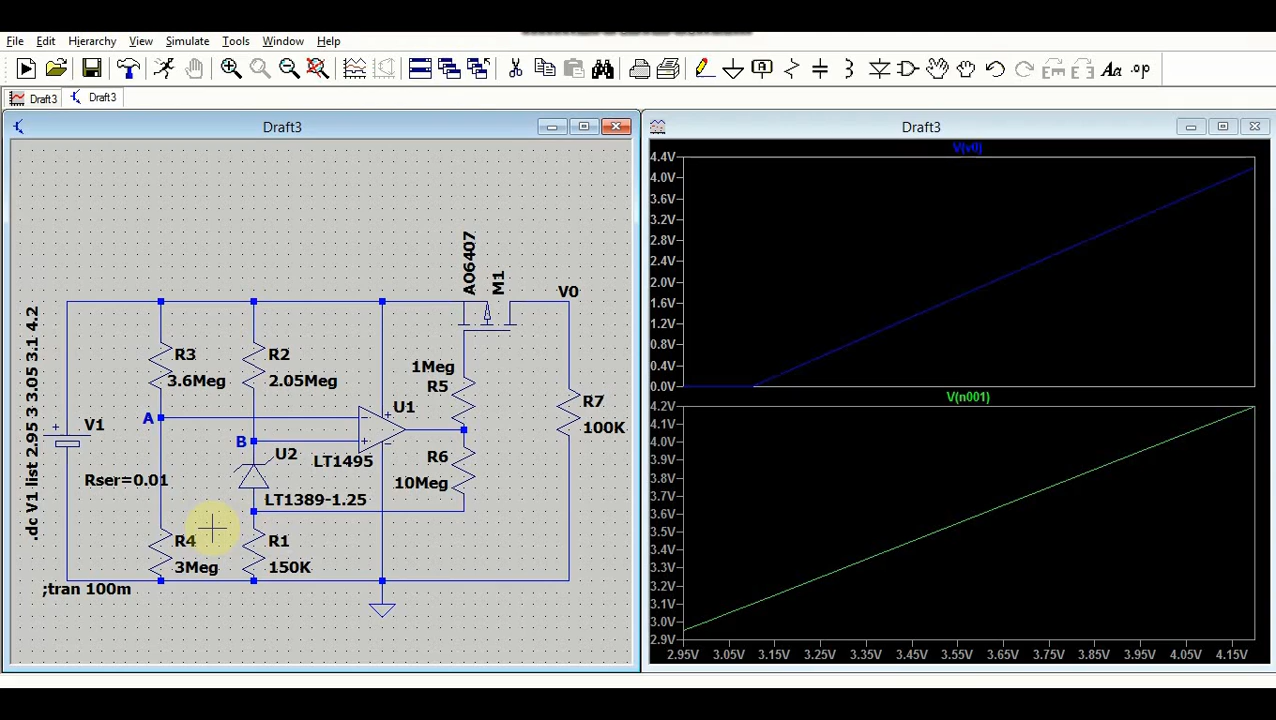 File Edit Hierarchy View Simulate Tools Window Help
Aa .op
Draft3 Draft3
Draft3
.dc V1 list 2.95 3 3.05 3.1 4.2
V1
Rser=0.01
;tran 100m
R3
3.6Meg
A
R4
3Meg
R2
2.05Meg
B
U2
LT1389-1.25
R1
150K
U1
LT1495
AO6407
M1
1Meg
R5
R6
10Meg
V0
R7
100K
Draft3
V(v0)
4.4V
4.0V
3.6V
3.2V
2.8V
2.4V
2.0V
1.6V
1.2V
0.8V
0.4V
0.0V
V(n001)
4.2V
4.1V
3.9V
3.8V
3.7V
3.6V
3.5V
3.4V
3.3V
3.2V
3.1V
3.0V
2.9V
2.95V 3.05V 3.15V 3.25V 3.35V 3.45V 3.55V 3.65V 3.75V 3.85V 3.95V 4.05V 4.15V